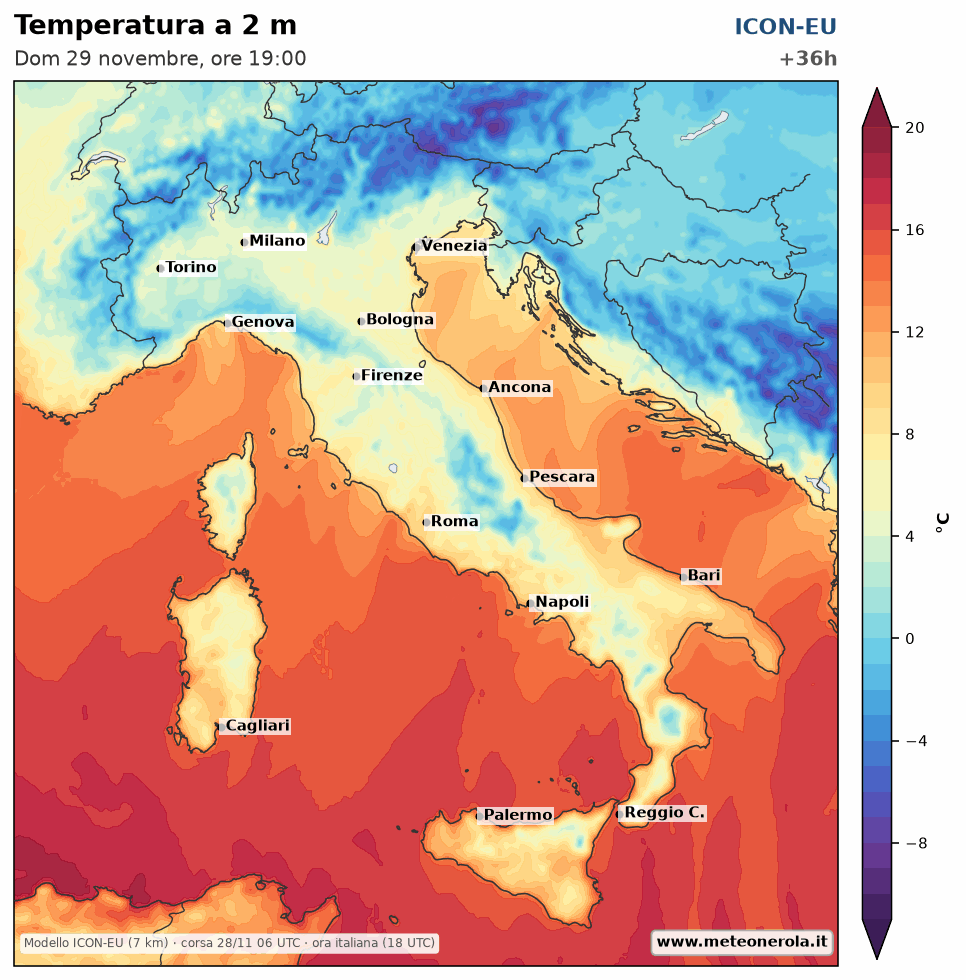 Temperatura a 2 m
ICON-EU
Dom 29 novembre, ore 19:00
+36h
20
16
12
8
4
0
−4
−8
°C
Milano
Venezia
Torino
Genova
Bologna
Firenze
Ancona
Pescara
Roma
Bari
Napoli
Cagliari
Palermo
Reggio C.
Modello ICON-EU (7 km) · corsa 28/11 06 UTC · ora italiana (18 UTC)
www.meteonerola.it